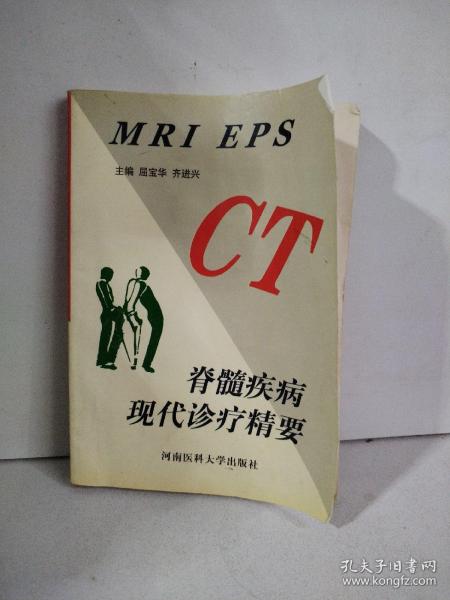 MRI EPS
主编 屈宝华 齐进兴
CT
脊髓疾病
现代诊疗精要
河南医科大学出版社
孔夫子旧书网
www.kongfz.com